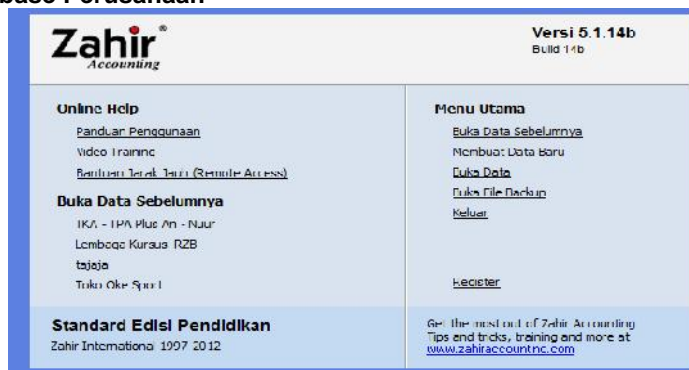 base Perusahaan
Zahir®
Accounting
Versi 5.1.14b
Build 14b
Online Help
Panduan Penggunaan
Video Training
Bantuan Jarak Jauh (Remote Access)
Buka Data Sebelumnya
TKA - TPA Plus An - Nuur
Lembaga Kursus RZB
tajaja
Toko Oke Sport
Menu Utama
Buka Data Sebelumnya
Membuat Data Baru
Buka Data
Buka File Backup
Keluar
Register
Standard Edisi Pendidikan
Zahir International 1997-2012
Get the most out of Zahir Accounting
Tips and tricks, training and more at
www.zahiraccounting.com